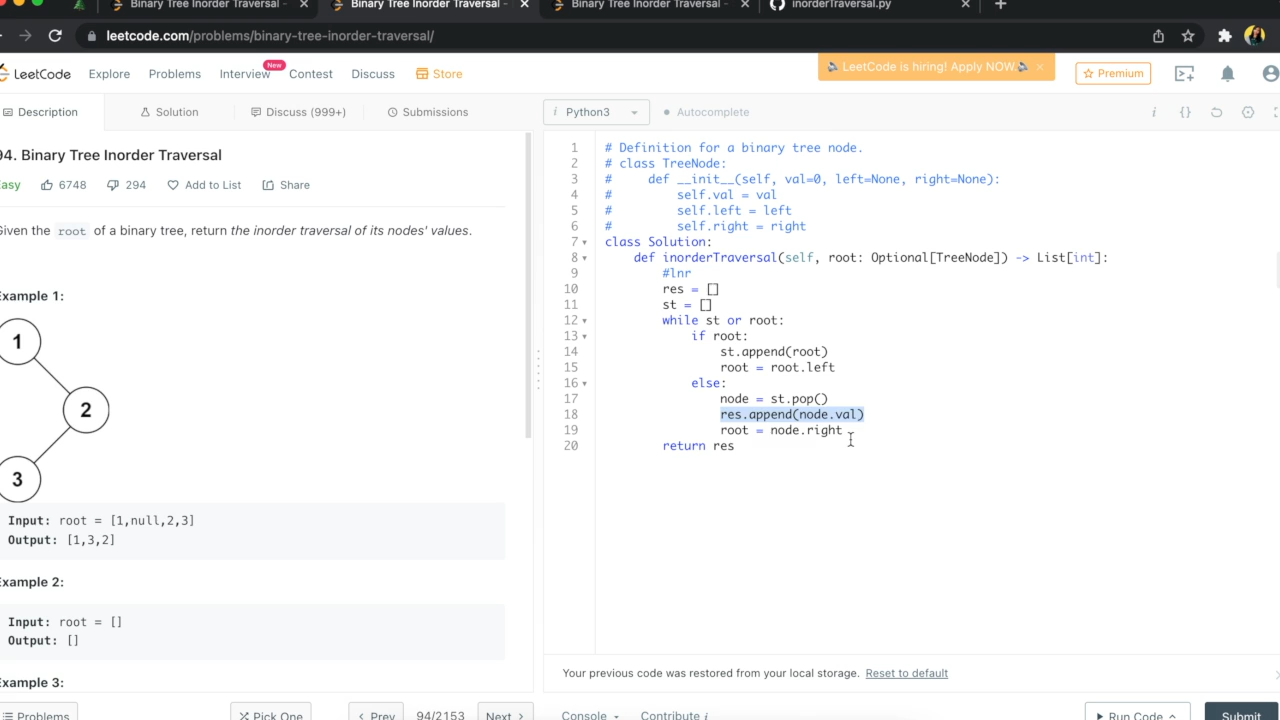 Binary Tree Inorder Traversal - Binary Tree Inorder Traversal - Binary Tree Inorder Traversal - inorderTraversal.py
leetcode.com/problems/binary-tree-inorder-traversal/
LeetCode Explore Problems Interview New Contest Discuss Store
LeetCode is hiring! Apply NOW
Premium
Description Solution Discuss (999+) Submissions
94. Binary Tree Inorder Traversal
Easy 6748 294 Add to List Share
Given the root of a binary tree, return the inorder traversal of its nodes' values.
Example 1:
1
2
3
Input: root = [1,null,2,3]
Output: [1,3,2]
Example 2:
Input: root = []
Output: []
Example 3:
Problems Pick One Prev 94/2153 Next
i Python3 Autocomplete
1 # Definition for a binary tree node.
2 # class TreeNode:
3 #     def __init__(self, val=0, left=None, right=None):
4 #         self.val = val
5 #         self.left = left
6 #         self.right = right
7 class Solution:
8     def inorderTraversal(self, root: Optional[TreeNode]) -> List[int]:
9         #lnr
10         res = []
11         st = []
12         while st or root:
13             if root:
14                 st.append(root)
15                 root = root.left
16             else:
17                 node = st.pop()
18                 res.append(node.val)
19                 root = node.right
20         return res
Your previous code was restored from your local storage. Reset to default
Console Contribute i Run Code Submit